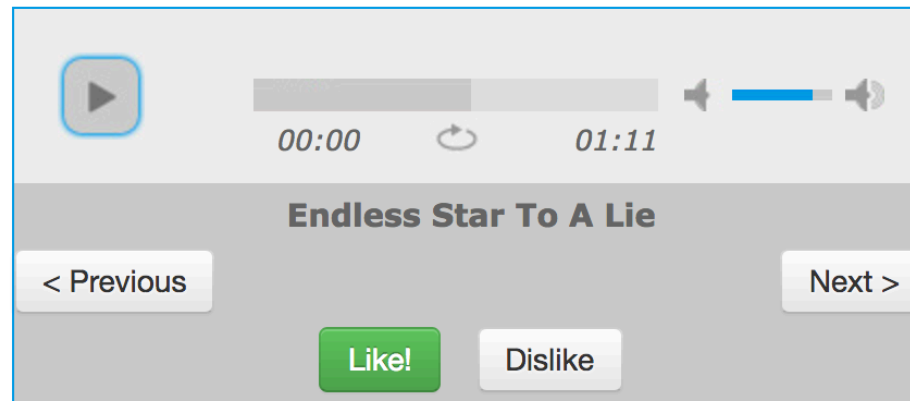 00:00 01:11
Endless Star To A Lie
< Previous Next >
Like! Dislike